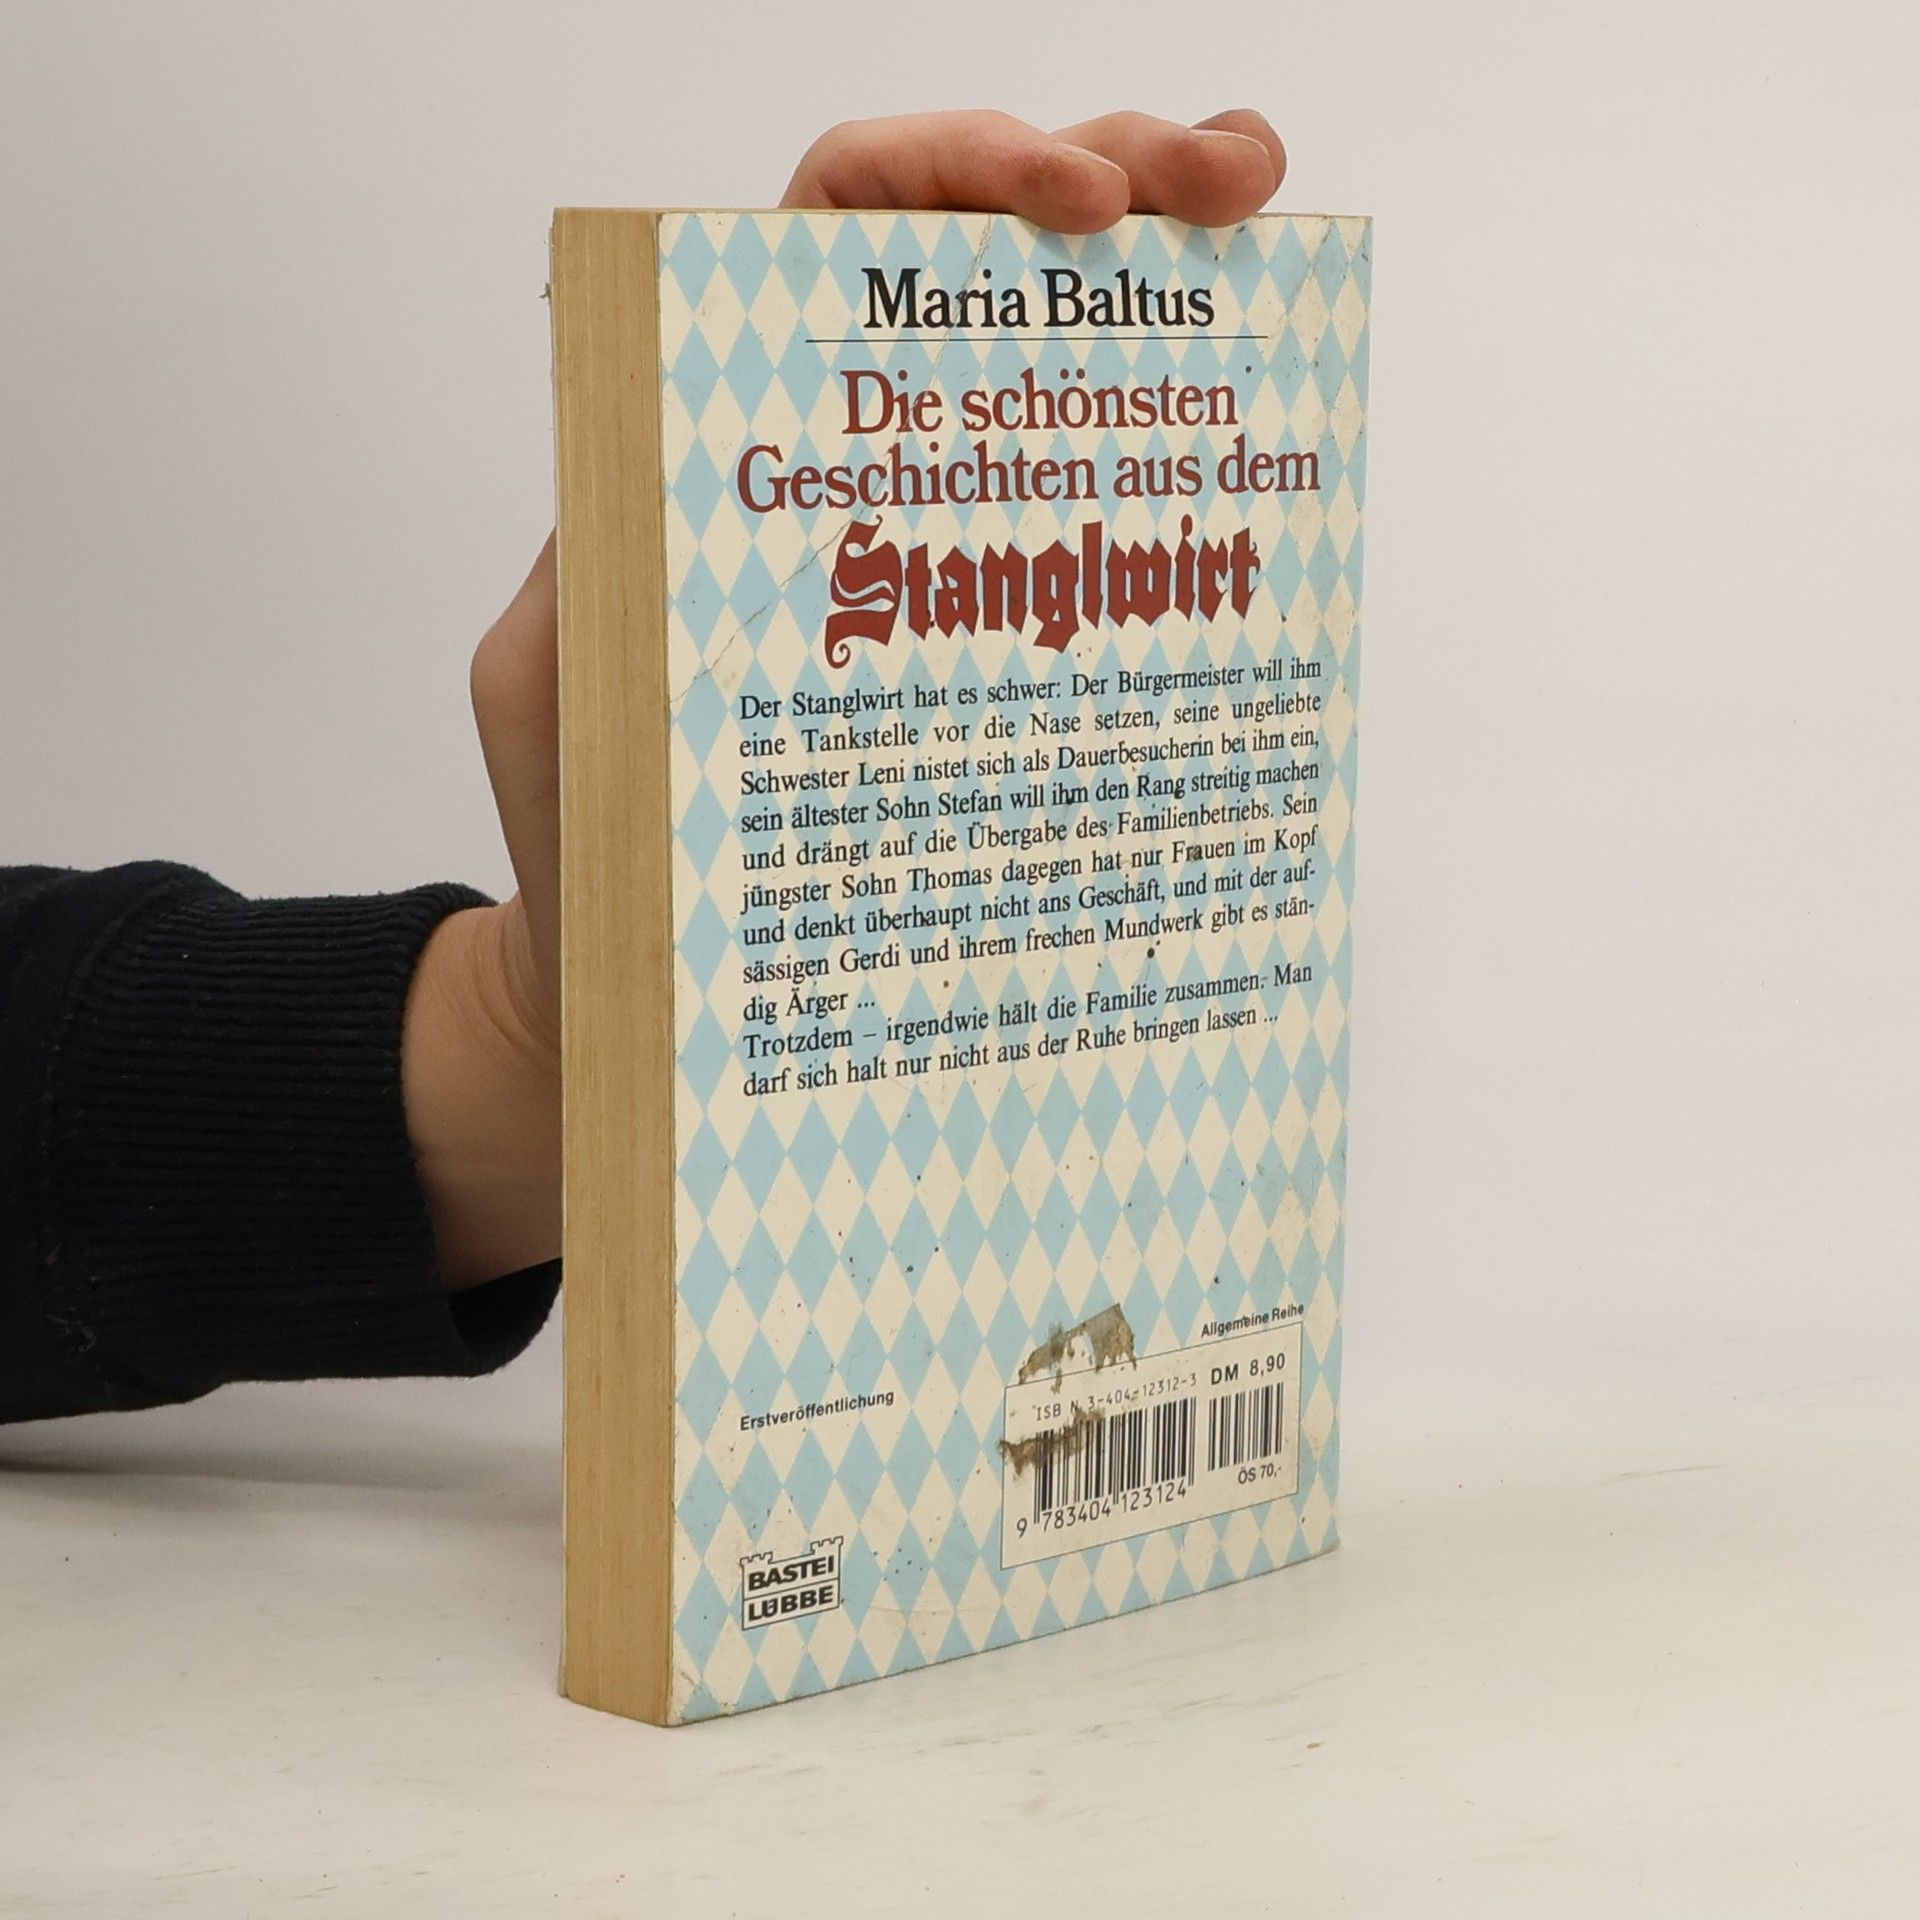 Maria Baltus
Die schönsten
Geschichten aus dem
Stanglwirt
Der Stanglwirt hat es schwer: Der Bürgermeister will ihm
eine Tankstelle vor die Nase setzen, seine ungeliebte
Schwester Leni nistet sich als Dauerbesucherin bei ihm ein,
sein ältester Sohn Stefan will ihm den Rang streitig machen
und drängt auf die Übergabe des Familienbetriebs. Sein
jüngster Sohn Thomas dagegen hat nur Frauen im Kopf
und denkt überhaupt nicht ans Geschäft, und mit der auf-
sässigen Gerdi und ihrem frechen Mundwerk gibt es stän-
dig Ärger ...
Trotzdem – irgendwie hält die Familie zusammen. Man
darf sich halt nur nicht aus der Ruhe bringen lassen ...
Allgemeine Reihe
Erstveröffentlichung
ISBN 3-404-12312-3 DM 8,90
ÖS 70,-
9 783404 123124
BASTEI
LÜBBE